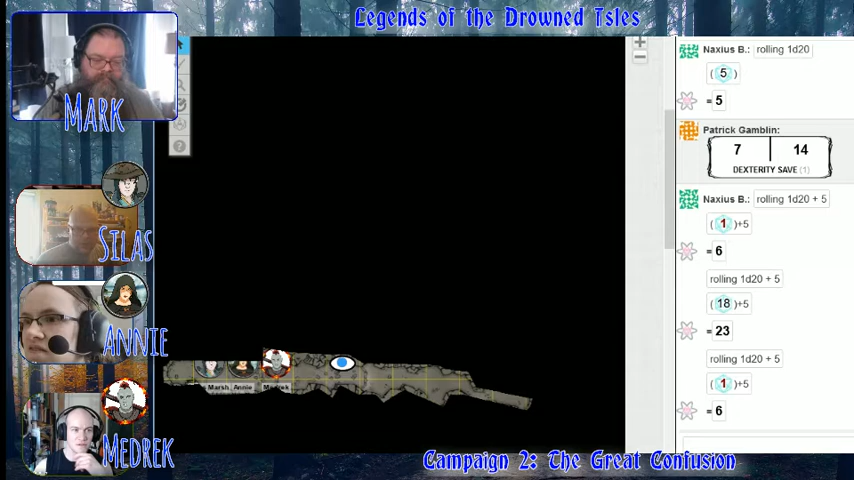 Legends of the Drowned Isles
Mark
Silas
Annie
Medrek
Marsh
Annie
Medrek
Naxius B.: rolling 1d20
(5)
= 5
Patrick Gamblin:
7 | 14
DEXTERITY SAVE (1)
Naxius B.: rolling 1d20 + 5
(1)+5
= 6
rolling 1d20 + 5
(18)+5
= 23
rolling 1d20 + 5
(1)+5
= 6
Campaign 2: The Great Confusion